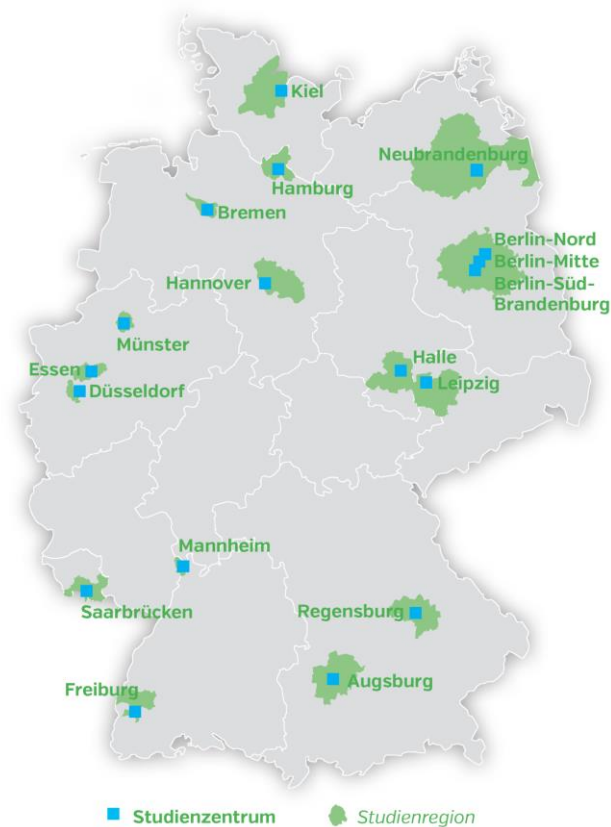 Kiel
Neubrandenburg
Hamburg
Bremen
Berlin-Nord
Berlin-Mitte
Berlin-Süd-
Brandenburg
Hannover
Münster
Essen
Düsseldorf
Halle
Leipzig
Mannheim
Saarbrücken
Regensburg
Freiburg
Augsburg
Studienzentrum
Studienregion